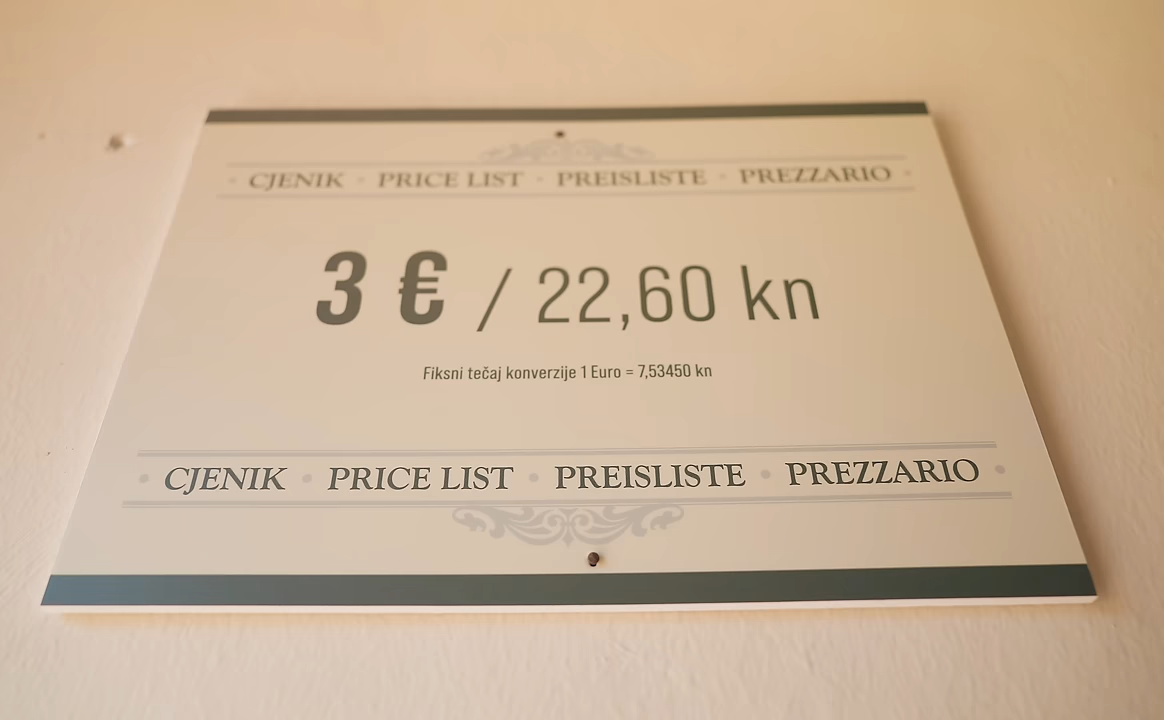 CJENIK • PRICE LIST • PREISLISTE • PREZZARIO
3 € / 22,60 kn
Fiksni tečaj konverzije 1 Euro = 7,53450 kn
CJENIK • PRICE LIST • PREISLISTE • PREZZARIO